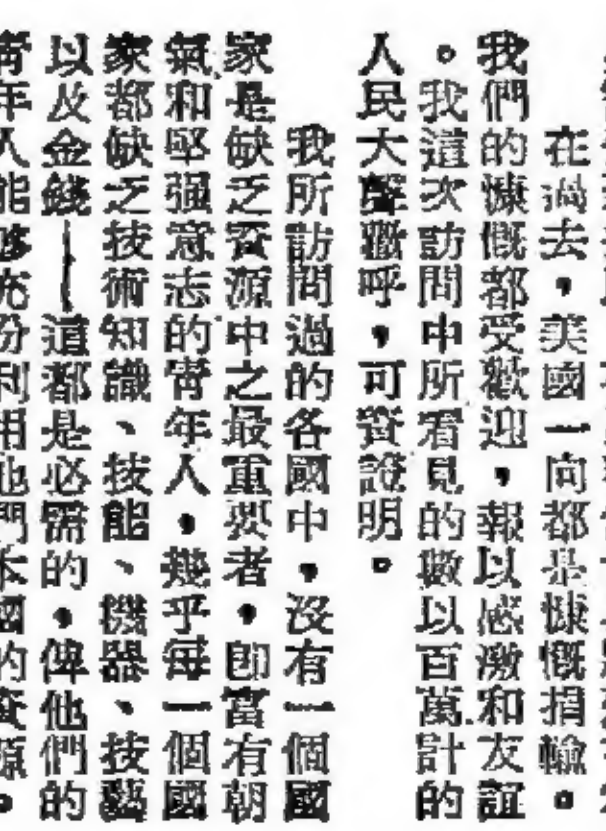 在過去，美國一向都是慷慨捐輸。
我們的慷慨都受歡迎，報以感激和友誼
。我這次訪問中所看見的數以百萬計的
人民大聲歡呼，可資證明。
我所訪問過的各國中，沒有一個國
家是缺乏資源中之最重要者，即富有朝
氣和堅强意志的青年人，幾乎每一個國
家都缺乏技術知識、技能、機器、技藝
以及金錢——這都是必需的，俾他們的
青年人能够充份利用他們本國的資源。